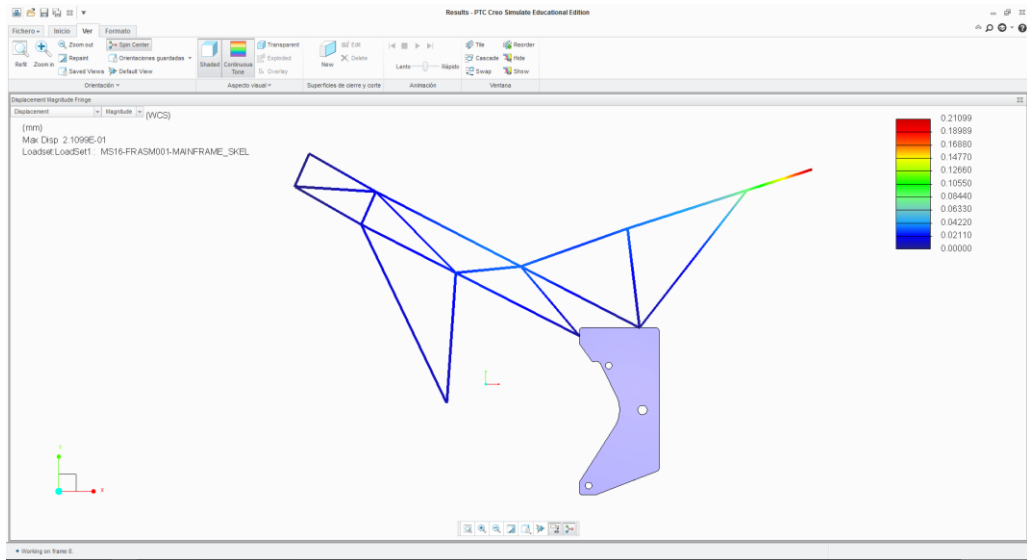 Results - PTC Creo Simulate Educational Edition
Fichero Inicio Ver Formato
Refit Zoom in Zoom out Repaint Saved Views Spin Center Orientaciones guardadas Default View
Orientación
Shaded Continuous Tone Transparent Exploded Overlay
Aspecto visual
New Edit Delete
Superficies de cierre y corte
Lento Rápido
Animación
Tile Cascade Swap Reorder Hide Show
Ventana
Displacement Magnitude Fringe
Displacement Magnitude (WCS)
(mm)
Max Disp 2.1099E-01
Loadset:LoadSet1 : MS16-FRASM001-MAINFRAME_SKEL
0.21099
0.18989
0.16880
0.14770
0.12660
0.10550
0.08440
0.06330
0.04220
0.02110
0.00000
Y
X
Working on frame 0.